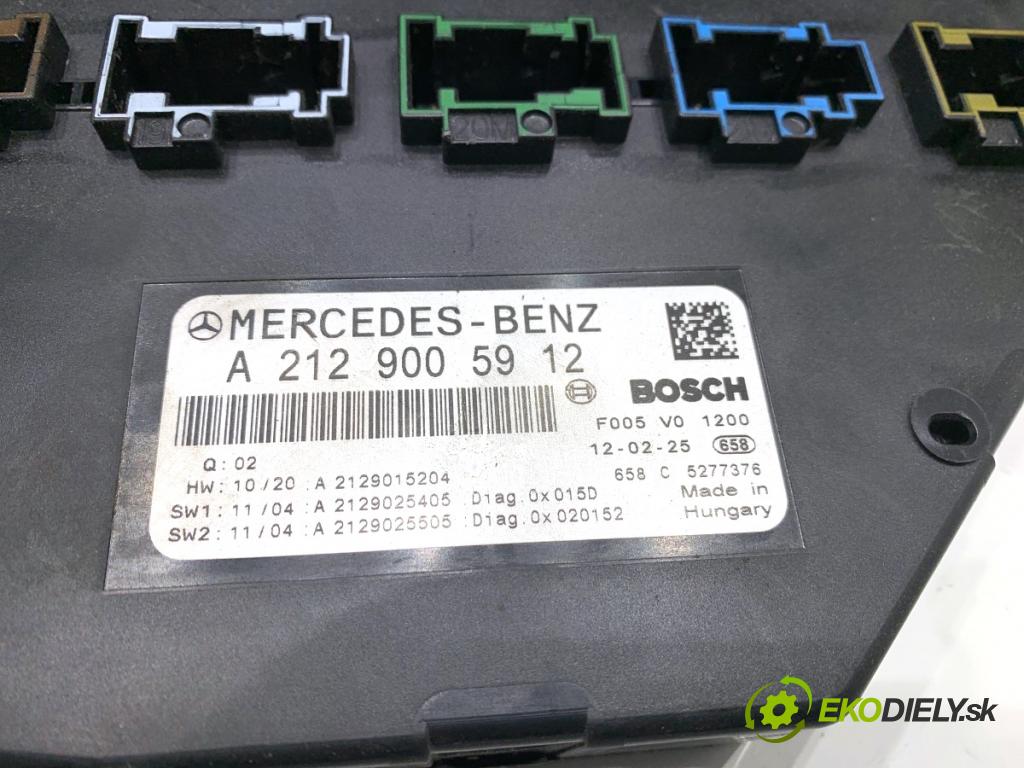 MERCEDES-BENZ
A 212 900 59 12
BOSCH
F005 V0 1200
12-02-25 658
658 C 5277376
Made in
Hungary
Q: 02
HW: 10/20 :A 2129015204
SW1: 11/04 :A 2129025405 :Diag.0x015D
SW2: 11/04 :A 2129025505 :Diag.0x020152
EKODIELY.sk